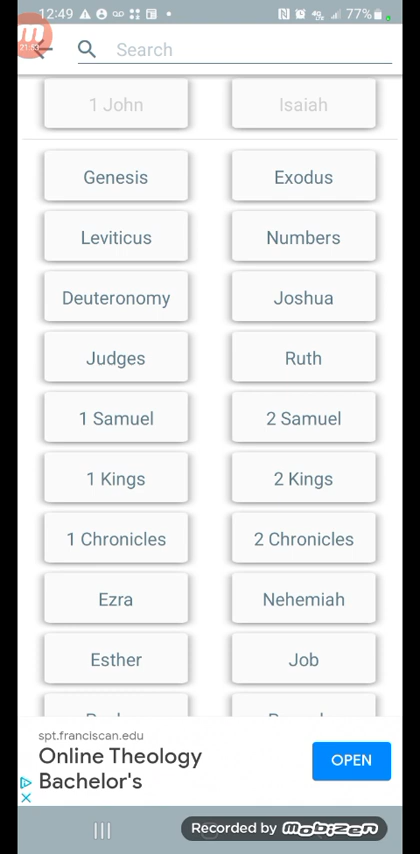 12:49 77%
21:53
Search
1 John Isaiah
Genesis Exodus
Leviticus Numbers
Deuteronomy Joshua
Judges Ruth
1 Samuel 2 Samuel
1 Kings 2 Kings
1 Chronicles 2 Chronicles
Ezra Nehemiah
Esther Job
spt.franciscan.edu
Online Theology
Bachelor's
OPEN
Recorded by mobizen